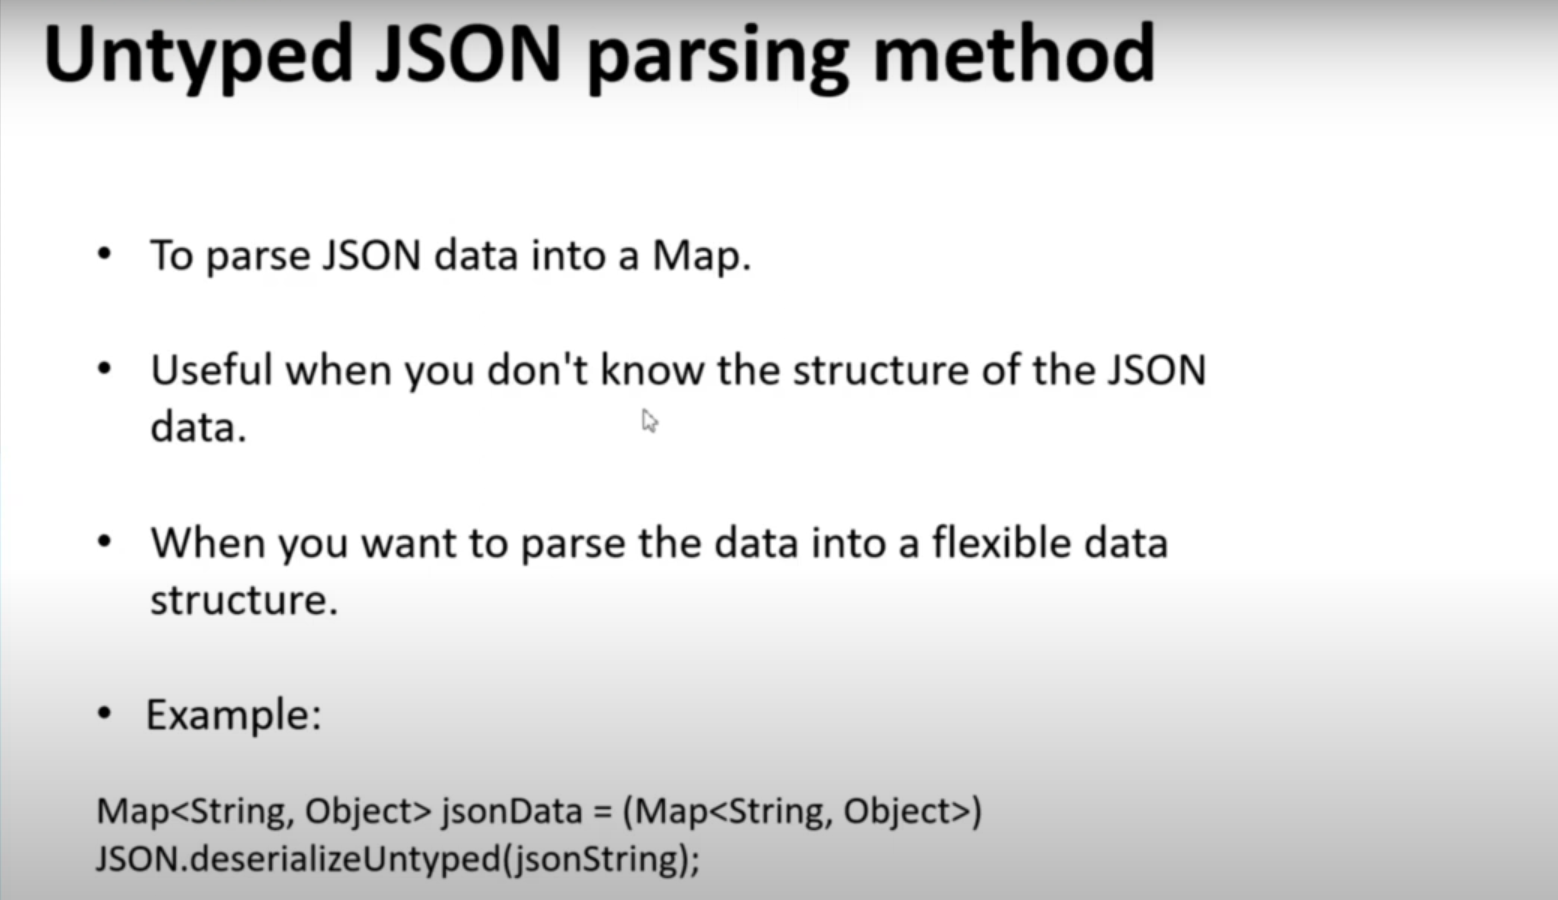 Untyped JSON parsing method
• To parse JSON data into a Map.
• Useful when you don't know the structure of the JSON
data.
• When you want to parse the data into a flexible data
structure.
• Example:
Map<String, Object> jsonData = (Map<String, Object>)
JSON.deserializeUntyped(jsonString);